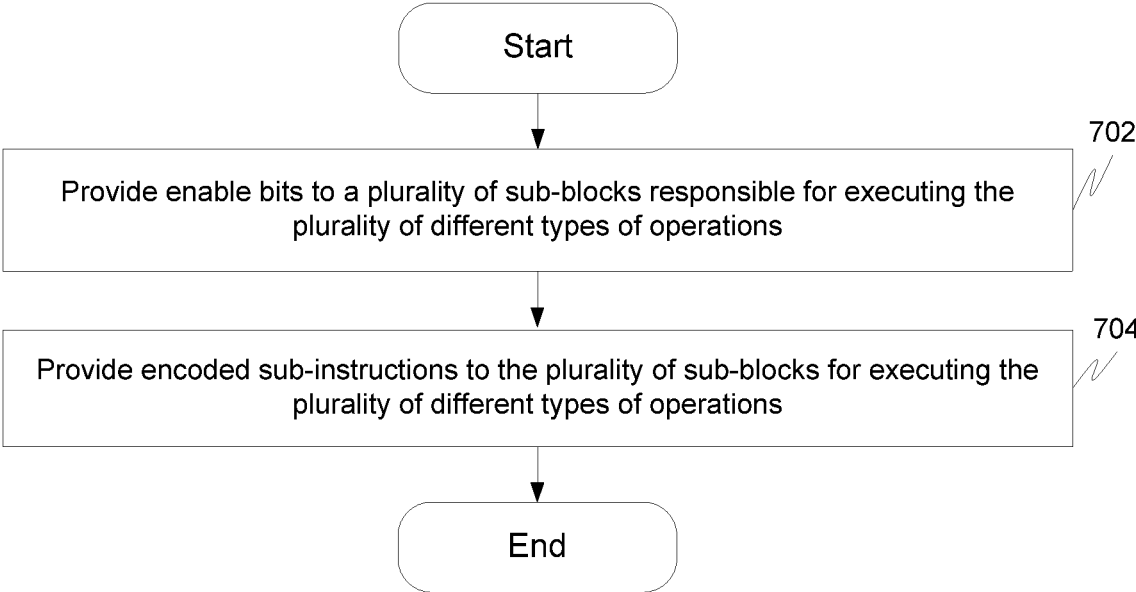 Start
702
Provide enable bits to a plurality of sub-blocks responsible for executing the
plurality of different types of operations
704
Provide encoded sub-instructions to the plurality of sub-blocks for executing the
plurality of different types of operations
End